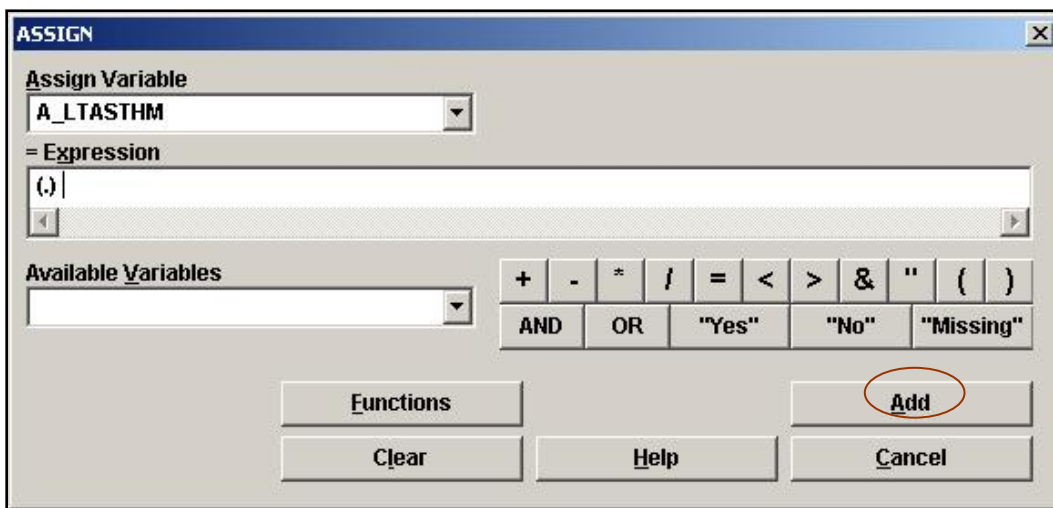 ASSIGN
Assign Variable
A_LTASTHM
= Expression
(.)
Available Variables
+ - * / = < > & " ( )
AND OR "Yes" "No" "Missing"
Functions Add
Clear Help Cancel